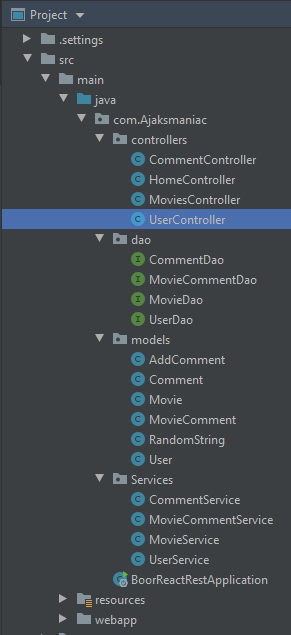 Project
.settings
src
main
java
com.Ajaksmaniac
controllers
CommentController
HomeController
MoviesController
UserController
dao
CommentDao
MovieCommentDao
MovieDao
UserDao
models
AddComment
Comment
Movie
MovieComment
RandomString
User
Services
CommentService
MovieCommentService
MovieService
UserService
BoorReactRestApplication
resources
webapp